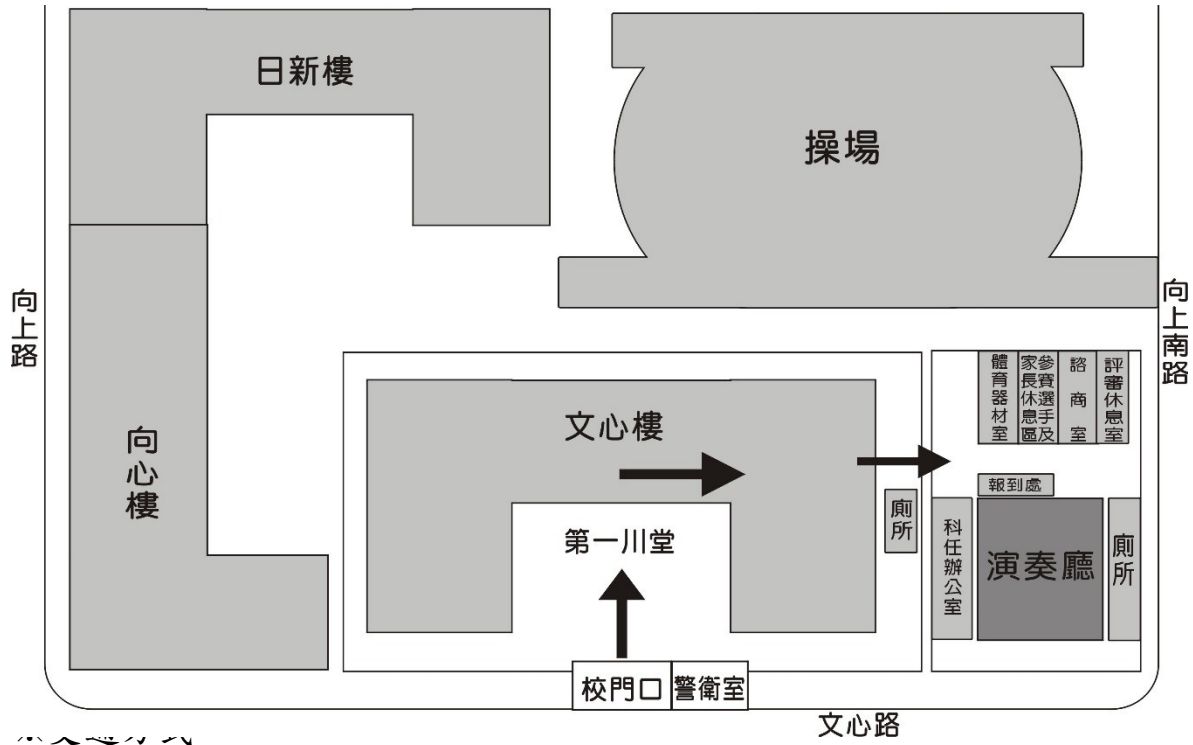 日新樓
操場
向上路
向上南路
體育器材室
參賽選手及
家長休息區
諮商室
評審休息室
文心樓
向心樓
報到處
廁所
第一川堂
科任辦公室
演奏廳
廁所
校門口
警衛室
文心路